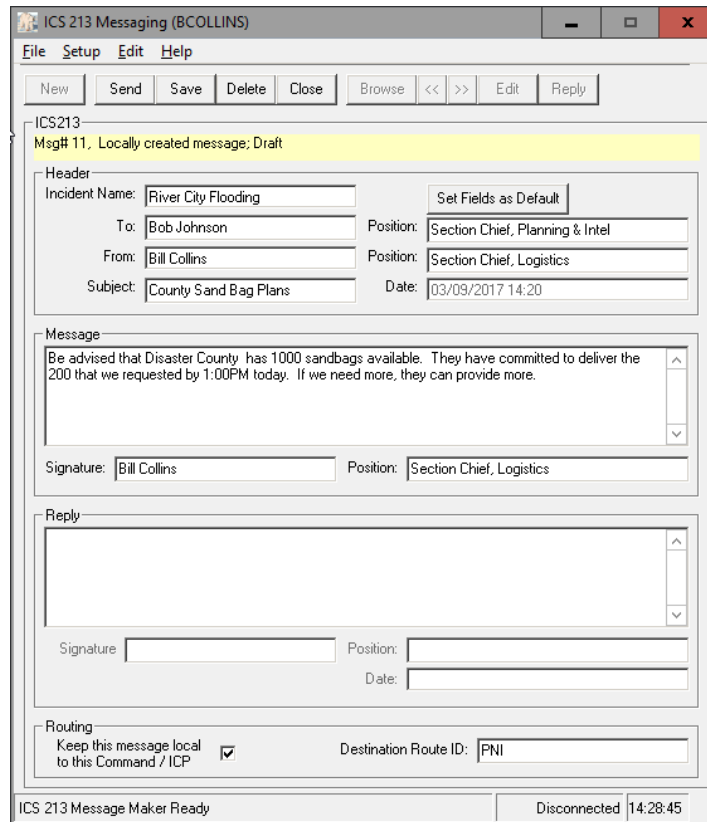 ICS 213 Messaging (BCOLLINS)
File Setup Edit Help
New Send Save Delete Close Browse << >> Edit Reply
ICS213
Msg# 11, Locally created message; Draft
Header
Incident Name: River City Flooding Set Fields as Default
To: Bob Johnson Position: Section Chief, Planning & Intel
From: Bill Collins Position: Section Chief, Logistics
Subject: County Sand Bag Plans Date: 03/09/2017 14:20
Message
Be advised that Disaster County has 1000 sandbags available. They have committed to deliver the
200 that we requested by 1:00PM today. If we need more, they can provide more.
Signature: Bill Collins Position: Section Chief, Logistics
Reply
Signature Position:
Date:
Routing
Keep this message local
to this Command / ICP
Destination Route ID: PNI
ICS 213 Message Maker Ready Disconnected 14:28:45